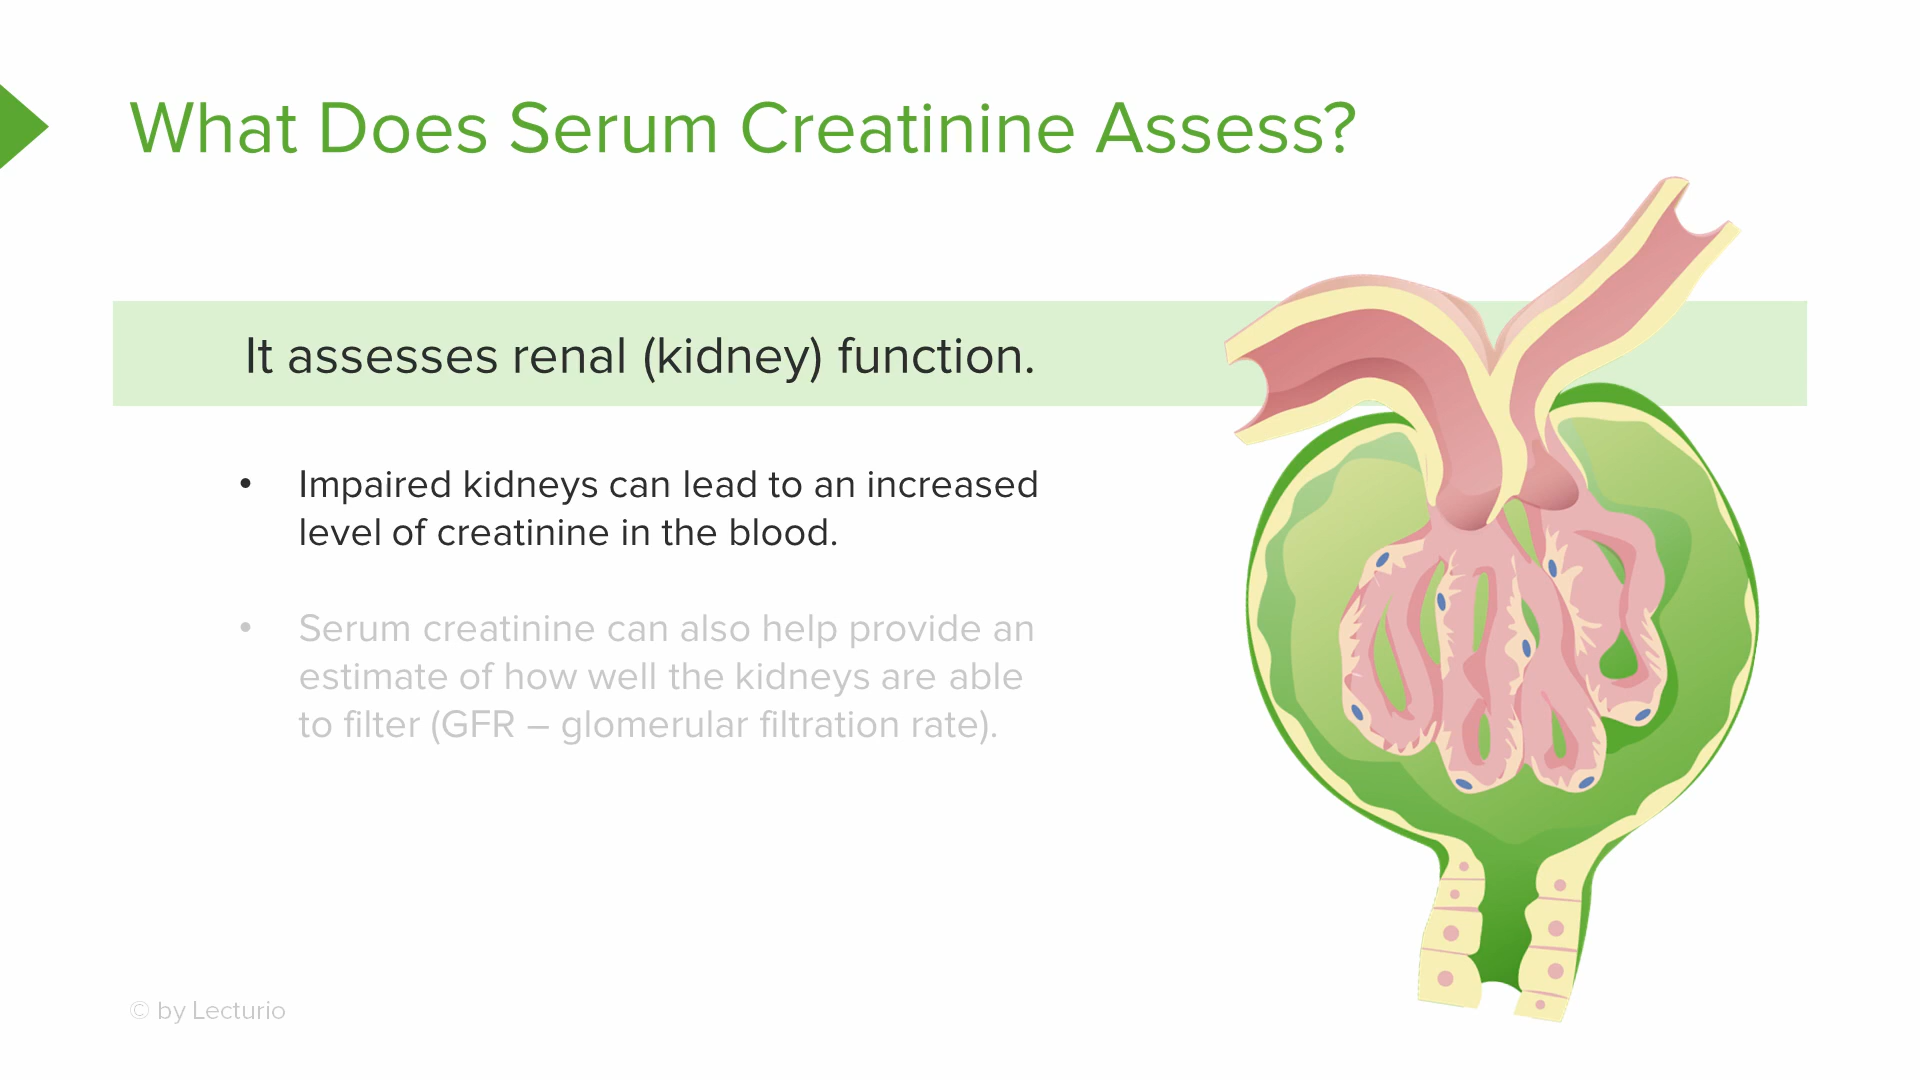 What Does Serum Creatinine Assess?
It assesses renal (kidney) function.
• Impaired kidneys can lead to an increased
level of creatinine in the blood.
• Serum creatinine can also help provide an
estimate of how well the kidneys are able
to filter (GFR – glomerular filtration rate).
© by Lecturio